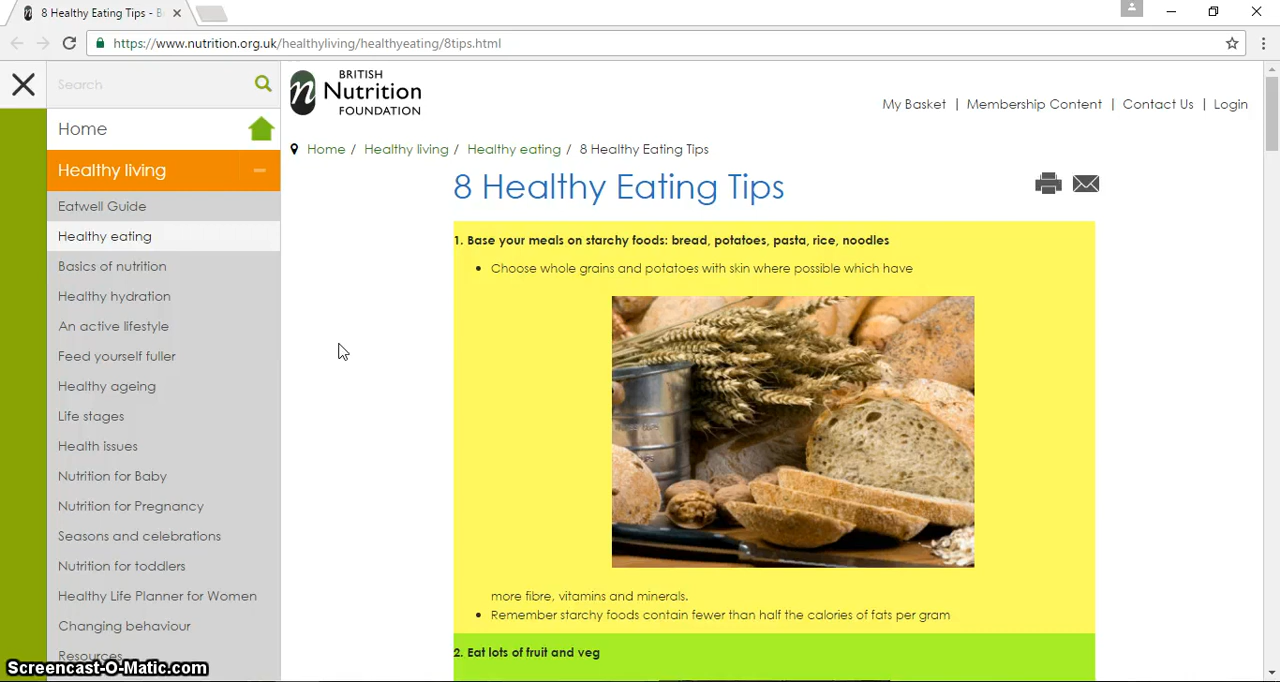 8 Healthy Eating Tips - B
https://www.nutrition.org.uk/healthyliving/healthyeating/8tips.html
Search
BRITISH
Nutrition
FOUNDATION
My Basket | Membership Content | Contact Us | Login
Home
Healthy living
Eatwell Guide
Healthy eating
Basics of nutrition
Healthy hydration
An active lifestyle
Feed yourself fuller
Healthy ageing
Life stages
Health issues
Nutrition for Baby
Nutrition for Pregnancy
Seasons and celebrations
Nutrition for toddlers
Healthy Life Planner for Women
Changing behaviour
Resources
Home / Healthy living / Healthy eating / 8 Healthy Eating Tips
8 Healthy Eating Tips
1. Base your meals on starchy foods: bread, potatoes, pasta, rice, noodles
• Choose whole grains and potatoes with skin where possible which have
more fibre, vitamins and minerals.
• Remember starchy foods contain fewer than half the calories of fats per gram
2. Eat lots of fruit and veg
Screencast-O-Matic.com